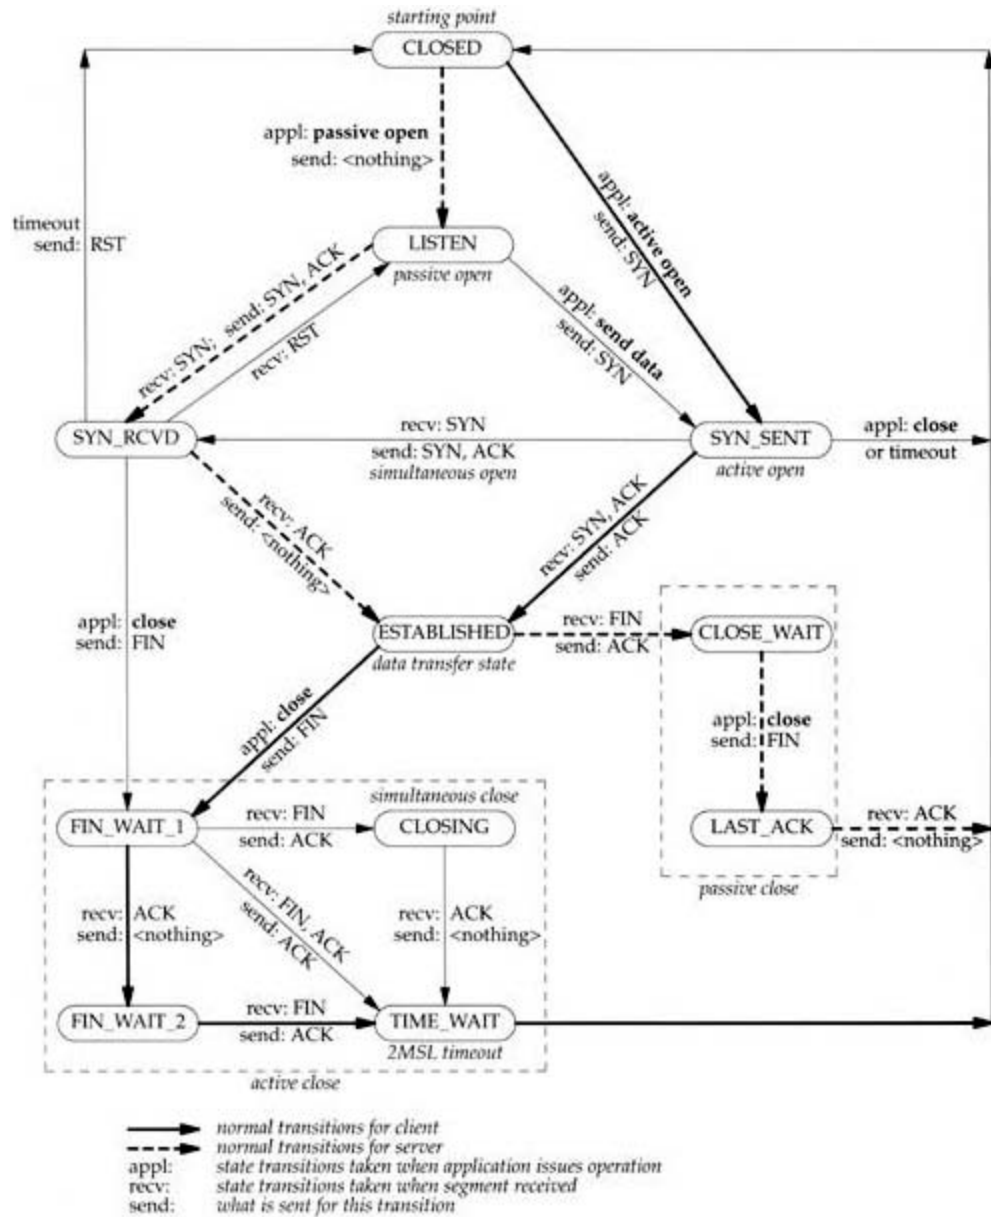 starting point
CLOSED
appl: passive open
send: <nothing>
appl: active open
send: SYN
timeout
send: RST
LISTEN
passive open
recv: SYN; send: SYN, ACK
recv: RST
appl: send data
send: SYN
SYN_RCVD
recv: SYN
send: SYN, ACK
simultaneous open
SYN_SENT
active open
appl: close
or timeout
recv: ACK
send: <nothing>
recv: SYN, ACK
send: ACK
appl: close
send: FIN
ESTABLISHED
data transfer state
recv: FIN
send: ACK
CLOSE_WAIT
appl: close
send: FIN
appl: close
send: FIN
LAST_ACK
recv: ACK
send: <nothing>
passive close
simultaneous close
FIN_WAIT_1
recv: FIN
send: ACK
CLOSING
recv: ACK
send: <nothing>
recv: FIN, ACK
send: ACK
recv: ACK
send: <nothing>
FIN_WAIT_2
recv: FIN
send: ACK
TIME_WAIT
2MSL timeout
active close
normal transitions for client
normal transitions for server
appl: state transitions taken when application issues operation
recv: state transitions taken when segment received
send: what is sent for this transition